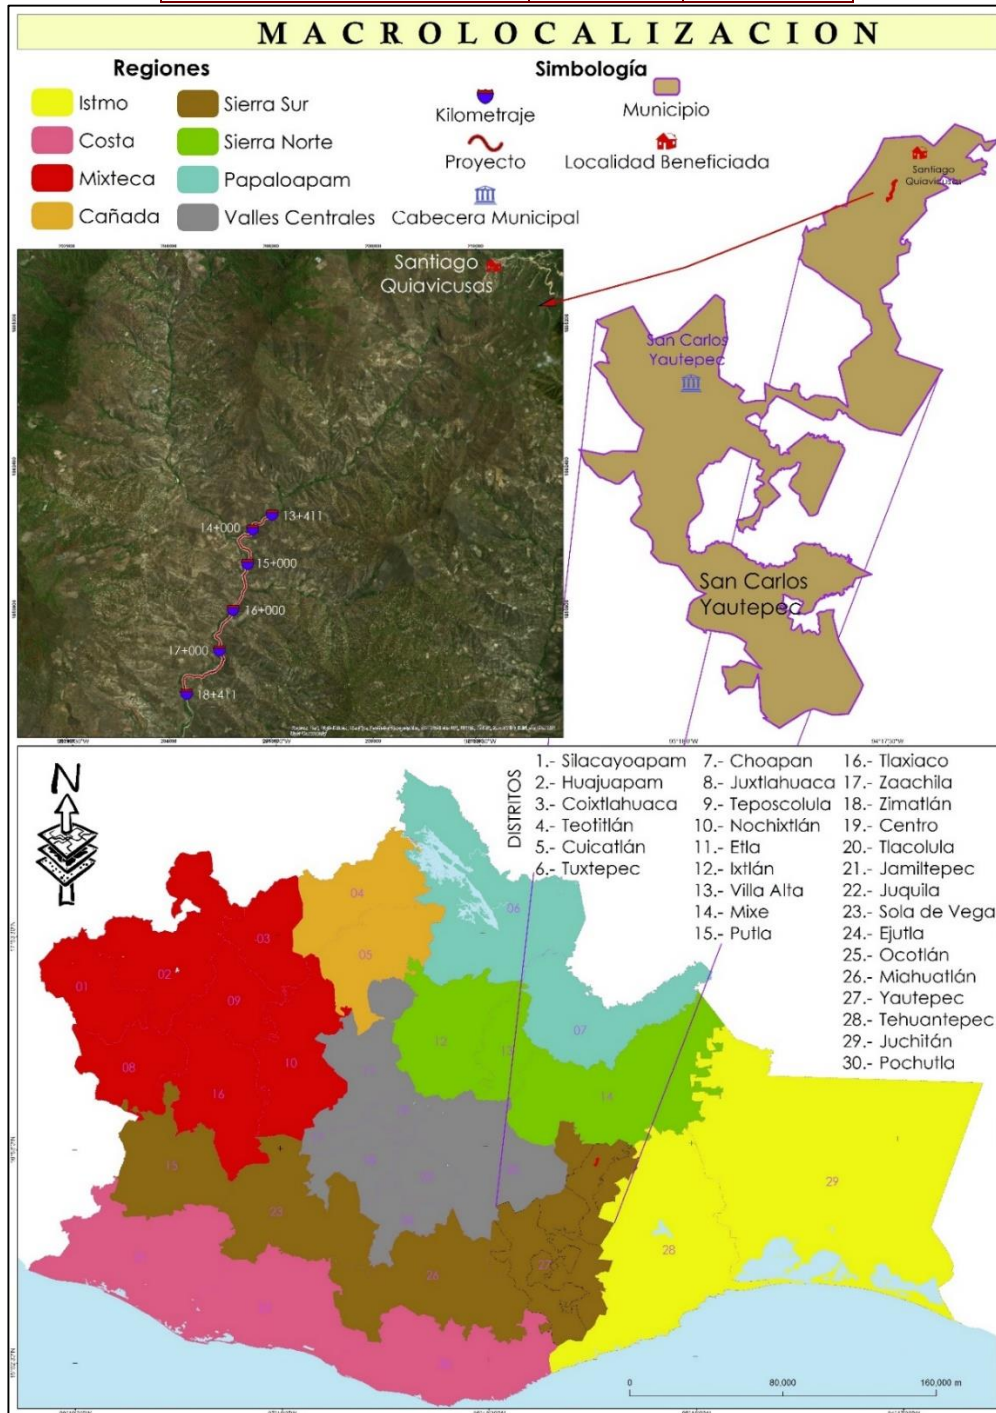 MACROLOCALIZACION
Regiones
Istmo
Costa
Mixteca
Cañada
Sierra Sur
Sierra Norte
Papaloapam
Valles Centrales
Simbología
Kilometraje
Proyecto
Cabecera Municipal
Municipio
Localidad Beneficiada
Santiago
Quiavicusas
Santiago
Quiavicusas
San Carlos
Yautepec
San Carlos
Yautepec
13+411
14+000
15+000
16+000
17+000
18+411
DISTRITOS
1.- Silacayoapam
2.- Huajuapam
3.- Coixtlahuaca
4.- Teotitlán
5.- Cuicatlán
6.- Tuxtepec
7.- Choapan
8.- Juxtlahuaca
9.- Teposcolula
10.- Nochixtlán
11.- Etla
12.- Ixtlán
13.- Villa Alta
14.- Mixe
15.- Putla
16.- Tlaxiaco
17.- Zaachila
18.- Zimatlán
19.- Centro
20.- Tlacolula
21.- Jamiltepec
22.- Juquila
23.- Sola de Vega
24.- Ejutla
25.- Ocotlán
26.- Miahuatlán
27.- Yautepec
28.- Tehuantepec
29.- Juchitán
30.- Pochutla
N
04
06
03
05
01
02
09
12
13
07
08
10
16
14
15
23
26
27
28
29
0 80,000 160,000 m